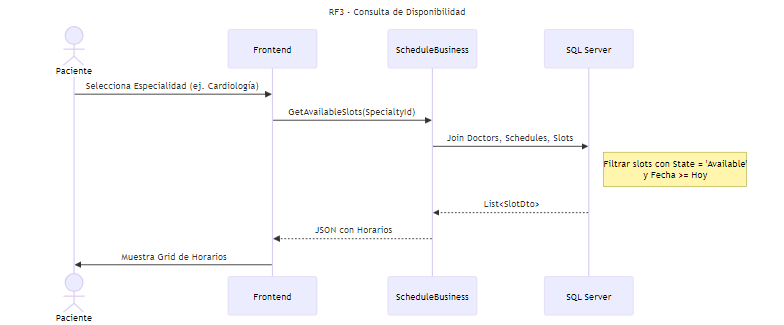 RF3 - Consulta de Disponibilidad
Paciente
Frontend
ScheduleBusiness
SQL Server
Selecciona Especialidad (ej. Cardiología)
GetAvailableSlots(SpecialtyId)
Join Doctors, Schedules, Slots
Filtrar slots con State = 'Available'
y Fecha >= Hoy
List<SlotDto>
JSON con Horarios
Muestra Grid de Horarios
Paciente
Frontend
ScheduleBusiness
SQL Server